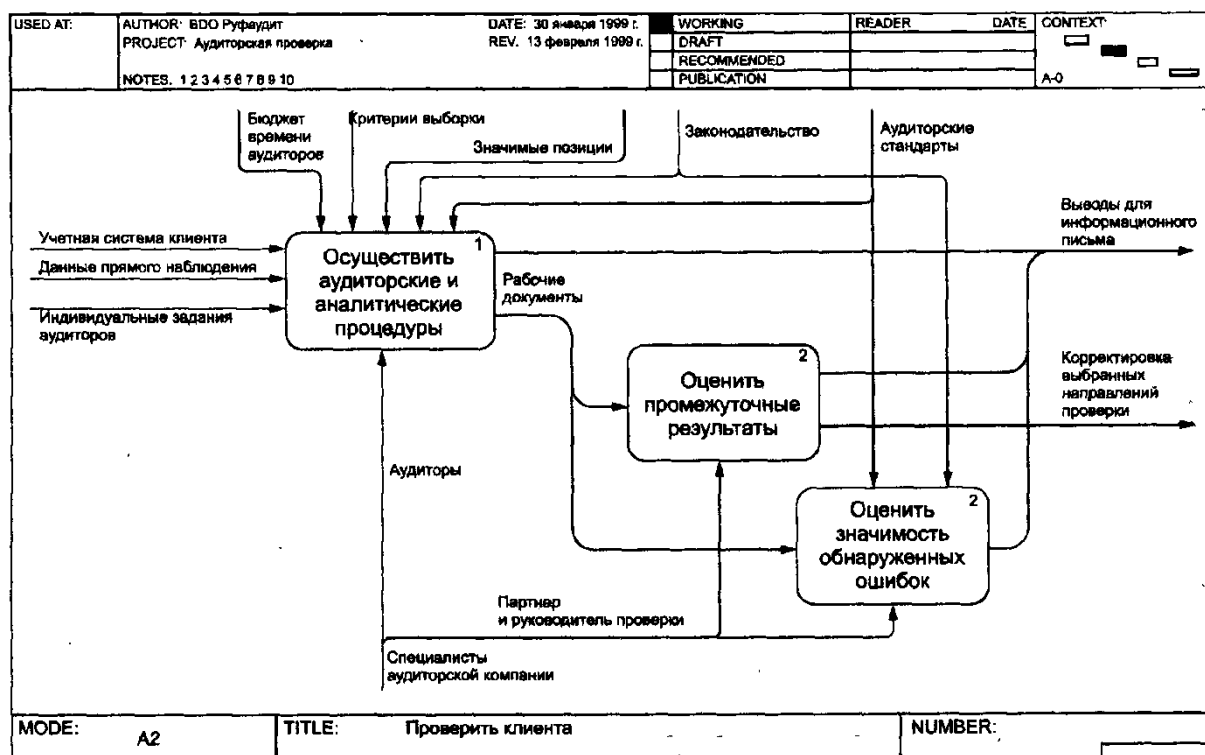 USED AT:
AUTHOR: BDO Руфаудит
DATE: 30 января 1999 г.
WORKING
READER
DATE
CONTEXT:
PROJECT: Аудиторская проверка
REV. 13 февраля 1999 г.
DRAFT
RECOMMENDED
NOTES. 1 2 3 4 5 6 7 8 9 10
PUBLICATION
A-0
Бюджет
времени
аудиторов
Критерии выборки
Значимые позиции
Законодательство
Аудиторские
стандарты
Выводы для
информационного
письма
Учетная система клиента
Данные прямого наблюдения
Индивидуальные задания
аудиторов
1
Осуществить
аудиторские и
аналитические
процедуры
Рабочие
документы
2
Оценить
промежуточные
результаты
Корректировка
выбранных
направлений
проверки
Аудиторы
2
Оценить
значимость
обнаруженных
ошибок
Партнер
и руководитель проверки
Специалисты
аудиторской компании
MODE:
A2
TITLE:
Проверить клиента
NUMBER: